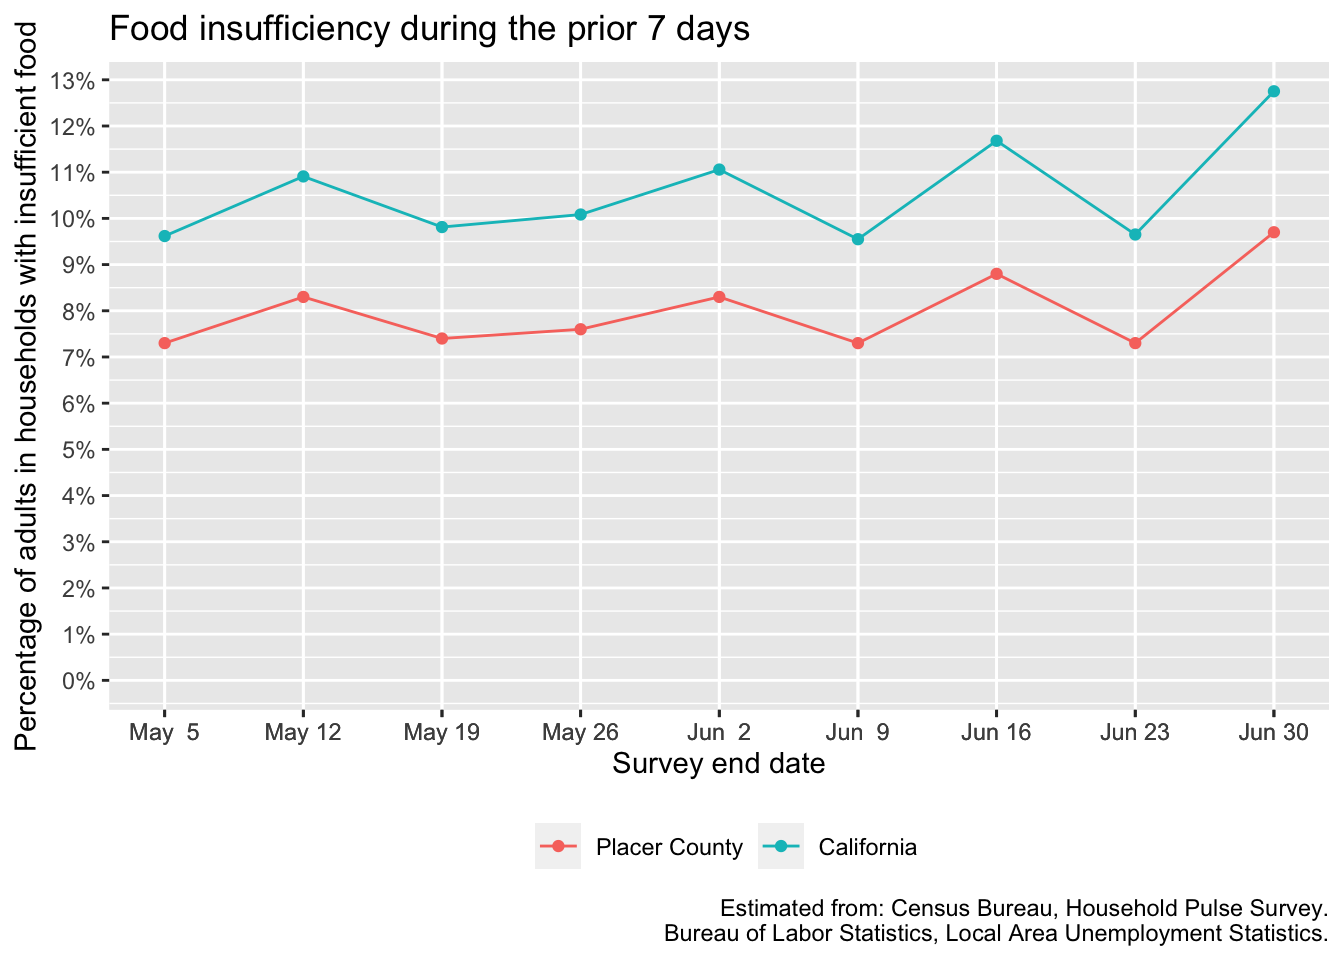 Food insufficiency during the prior 7 days
Percentage of adults in households with insufficient food
13%
12%
11%
10%
9%
8%
7%
6%
5%
4%
3%
2%
1%
0%
May  5 May 12 May 19 May 26 Jun  2 Jun  9 Jun 16 Jun 23 Jun 30
Survey end date
Placer County California
Estimated from: Census Bureau, Household Pulse Survey.
Bureau of Labor Statistics, Local Area Unemployment Statistics.